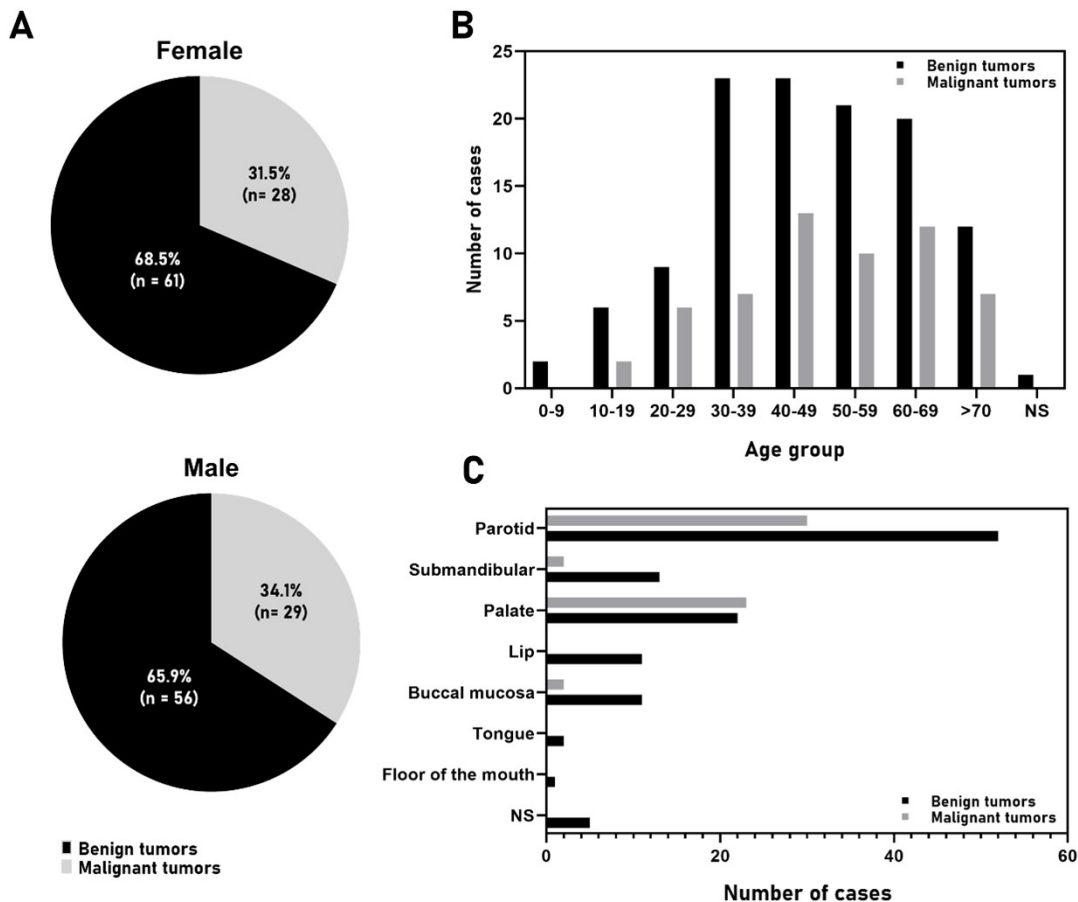 A
Female
31.5%
(n= 28)
68.5%
(n = 61)
Male
34.1%
(n= 29)
65.9%
(n = 56)
Benign tumors
Malignant tumors
B
25
20
15
10
5
0
Number of cases
Benign tumors
Malignant tumors
0-9 10-19 20-29 30-39 40-49 50-59 60-69 >70 NS
Age group
C
Parotid
Submandibular
Palate
Lip
Buccal mucosa
Tongue
Floor of the mouth
NS
Benign tumors
Malignant tumors
0 20 40 60
Number of cases